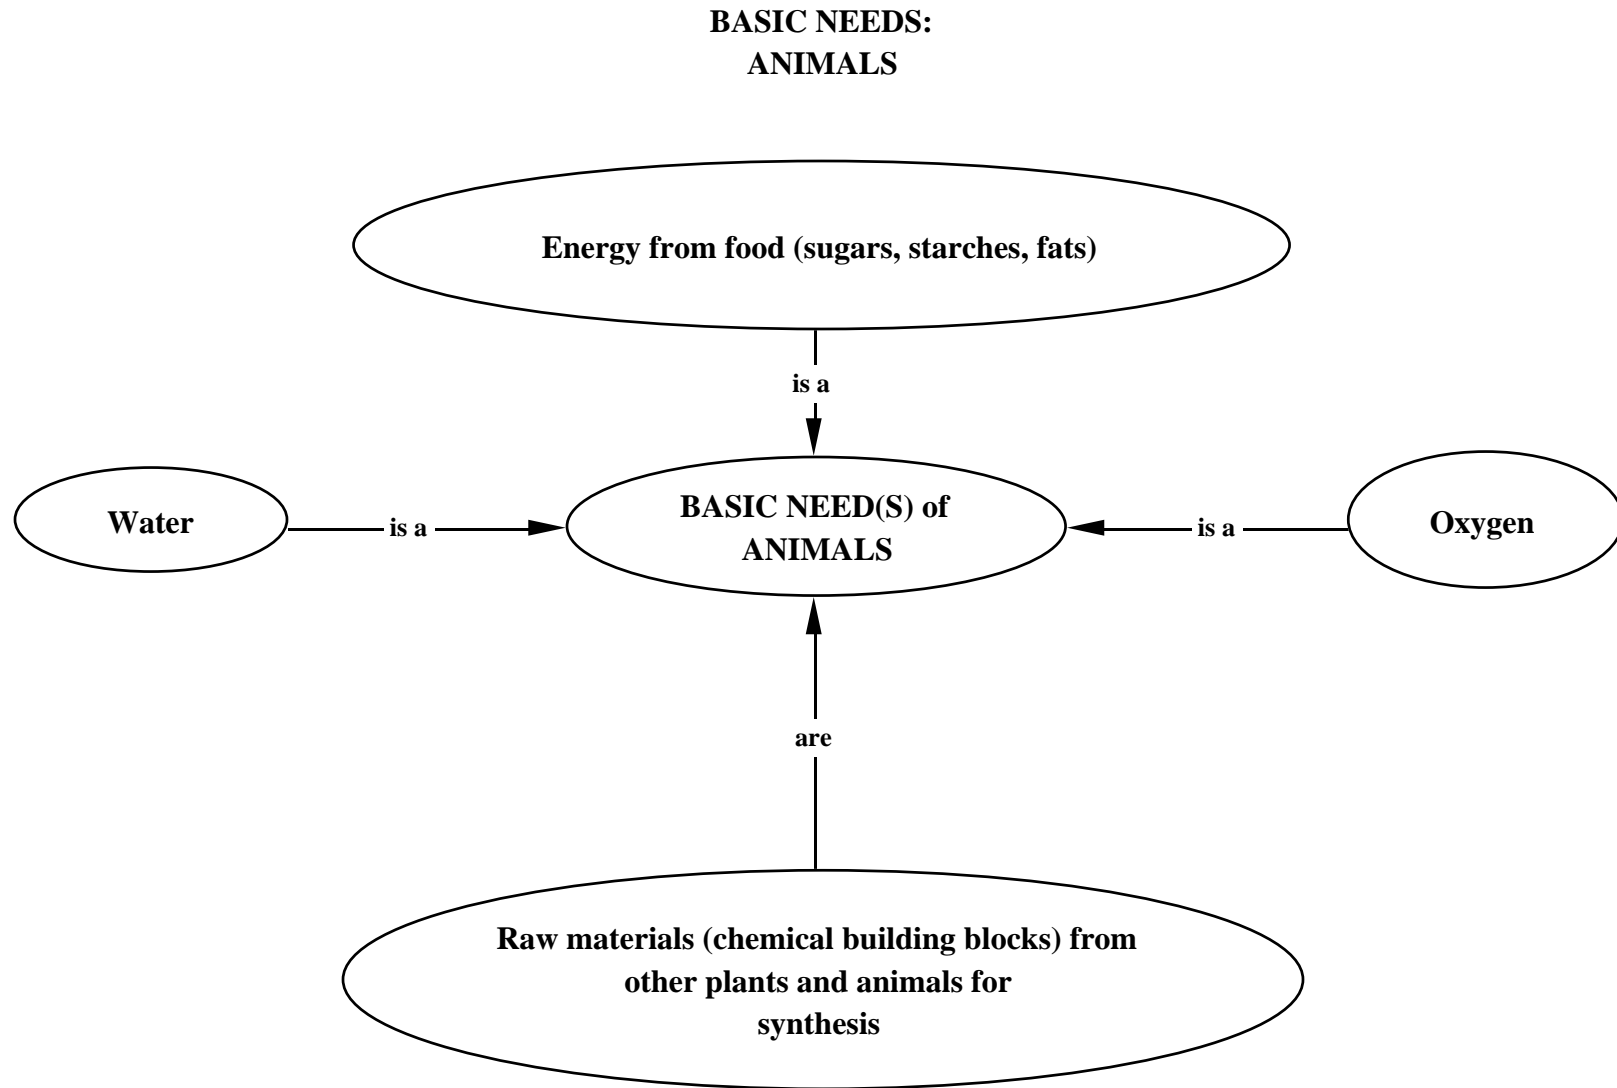 BASIC NEEDS:
ANIMALS
Energy from food (sugars, starches, fats)
is a
Water
is a
BASIC NEED(S) of
ANIMALS
is a
Oxygen
are
Raw materials (chemical building blocks) from
other plants and animals for
synthesis